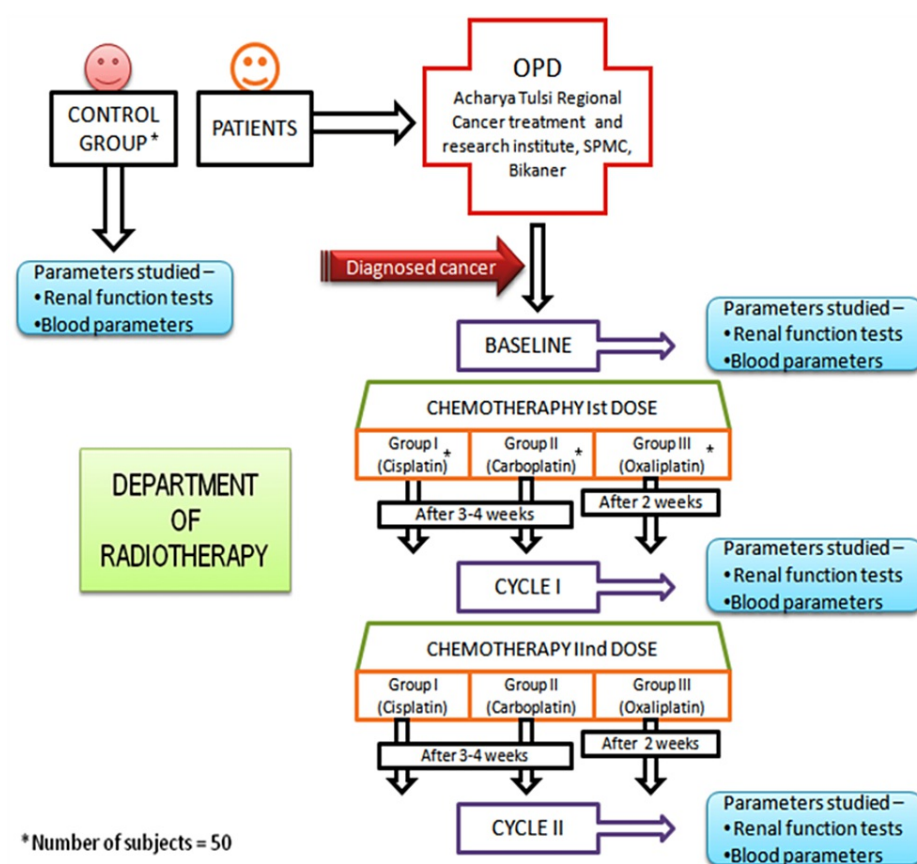 CONTROL
GROUP*
PATIENTS
OPD
Acharya Tulsi Regional
Cancer treatment and
research institute, SPMC,
Bikaner
Parameters studied –
•Renal function tests
•Blood parameters
Diagnosed cancer
BASELINE
Parameters studied –
•Renal function tests
•Blood parameters
CHEMOTHERAPHY Ist DOSE
Group I
(Cisplatin)*
Group II
(Carboplatin)*
Group III
(Oxaliplatin)*
After 3-4 weeks
After 2 weeks
DEPARTMENT
OF
RADIOTHERAPY
CYCLE I
Parameters studied –
•Renal function tests
•Blood parameters
CHEMOTHERAPY IInd DOSE
Group I
(Cisplatin)
Group II
(Carboplatin)
Group III
(Oxaliplatin)
After 3-4 weeks
After 2 weeks
CYCLE II
Parameters studied –
•Renal function tests
•Blood parameters
*Number of subjects = 50